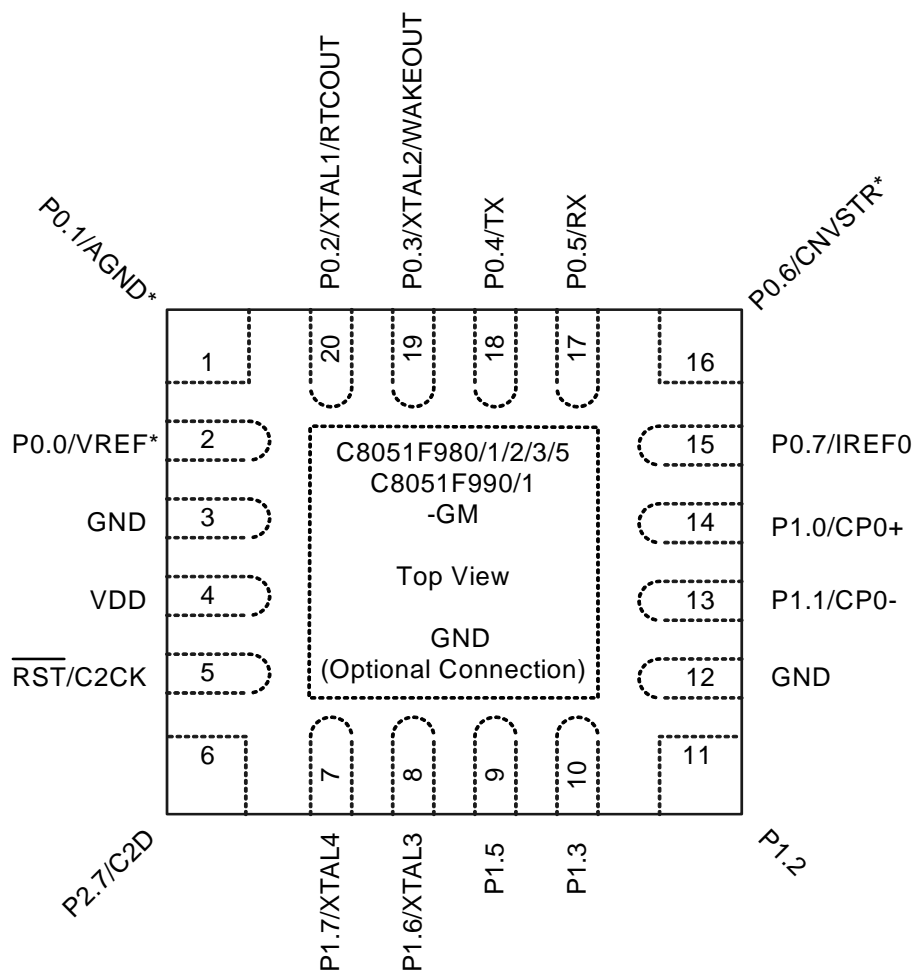 P0.2/XTAL1/RTCOUT
P0.3/XTAL2/WAKEOUT
P0.4/TX
P0.5/RX
P0.1/AGND*
P0.6/CNVSTR*
1
20
19
18
17
16
P0.0/VREF*
2
GND
3
VDD
4
RST/C2CK
5
C8051F980/1/2/3/5
C8051F990/1
-GM
Top View
GND
(Optional Connection)
15
P0.7/IREF0
14
P1.0/CP0+
13
P1.1/CP0-
12
GND
6
7
8
9
10
11
P2.7/C2D
P1.7/XTAL4
P1.6/XTAL3
P1.5
P1.3
P1.2